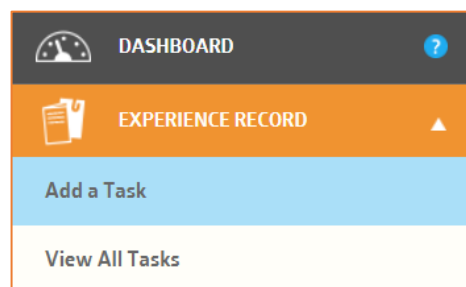 DASHBOARD ?
EXPERIENCE RECORD
Add a Task
View All Tasks